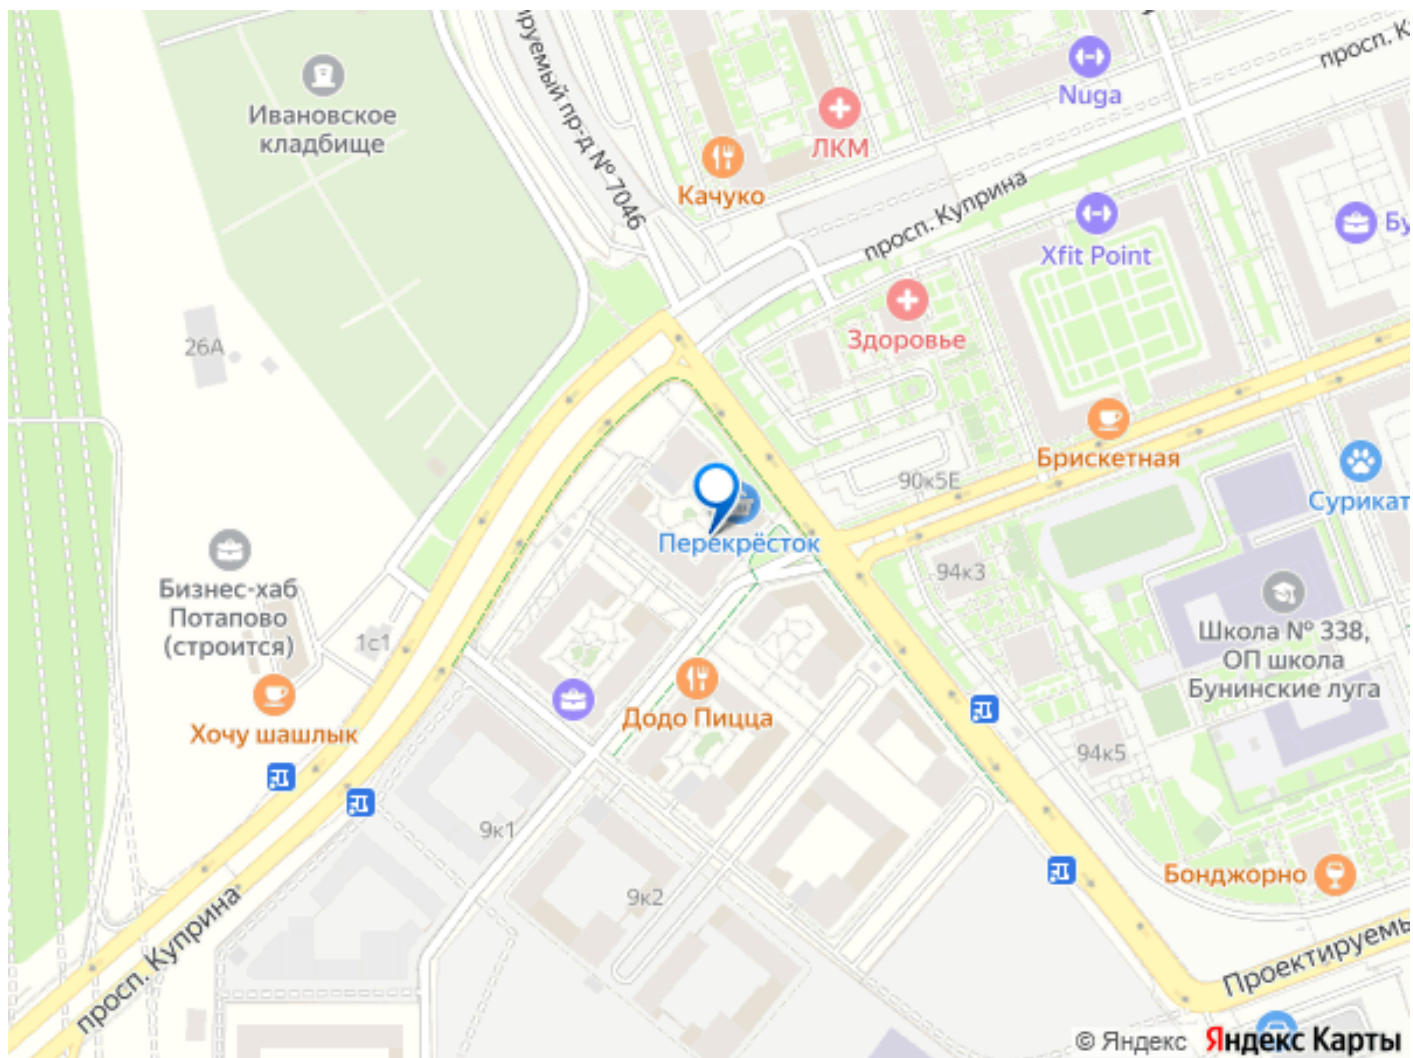 ируемый пр-д № 7046
просп. К
Nuga
Ивановское
кладбище
ЛКМ
Качуко
просп. Куприна
Xfit Point
Бу
Здоровье
26А
Брискетная
90к5Е
Сурикат
Перекрёсток
94к3
Бизнес-хаб
Потапово
(строится)
1с1
Школа № 338,
ОП школа
Бунинские луга
Хочу шашлык
Додо Пицца
94к5
9к1
9к2
Бонджорно
просп. Куприна
Проектируемы
© Яндекс Яндекс Карты